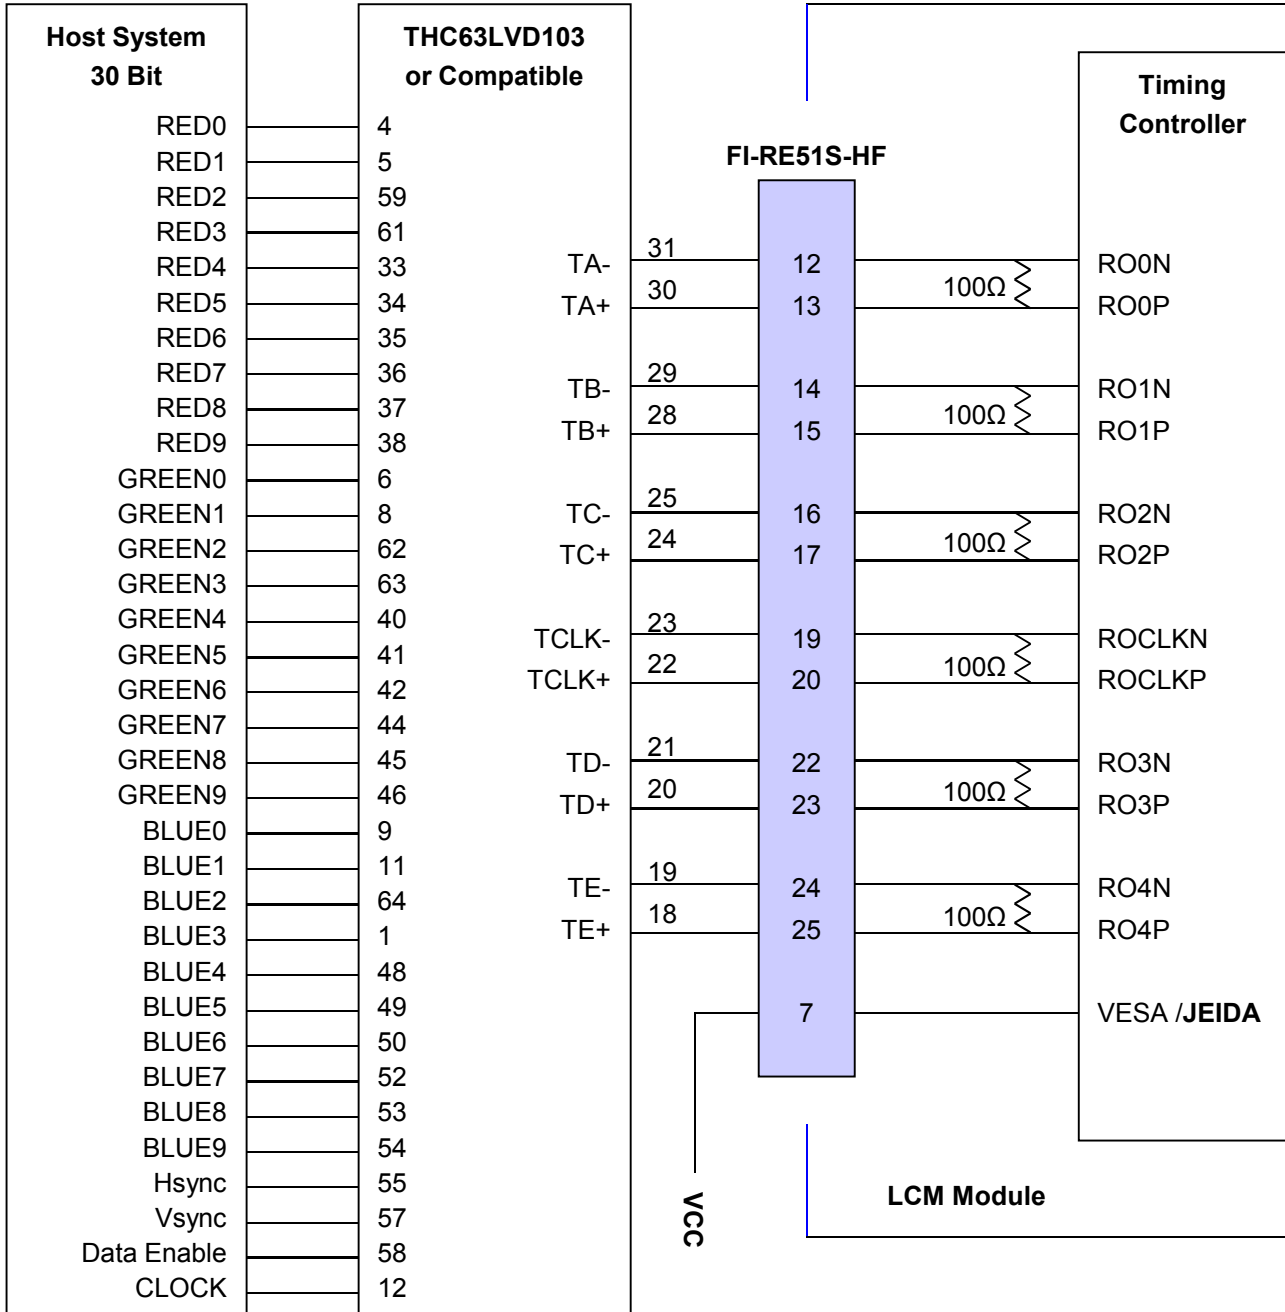 Host System
30 Bit
RED0
RED1
RED2
RED3
RED4
RED5
RED6
RED7
RED8
RED9
GREEN0
GREEN1
GREEN2
GREEN3
GREEN4
GREEN5
GREEN6
GREEN7
GREEN8
GREEN9
BLUE0
BLUE1
BLUE2
BLUE3
BLUE4
BLUE5
BLUE6
BLUE7
BLUE8
BLUE9
Hsync
Vsync
Data Enable
CLOCK
THC63LVD103
or Compatible
4
5
59
61
33
34
35
36
37
38
6
8
62
63
40
41
42
44
45
46
9
11
64
1
48
49
50
52
53
54
55
57
58
12
TA-
TA+
TB-
TB+
TC-
TC+
TCLK-
TCLK+
TD-
TD+
TE-
TE+
31
30
29
28
25
24
23
22
21
20
19
18
VCC
FI-RE51S-HF
12
13
14
15
16
17
19
20
22
23
24
25
7
100Ω
100Ω
100Ω
100Ω
100Ω
100Ω
LCM Module
Timing
Controller
RO0N
RO0P
RO1N
RO1P
RO2N
RO2P
ROCLKN
ROCLKP
RO3N
RO3P
RO4N
RO4P
VESA /JEIDA